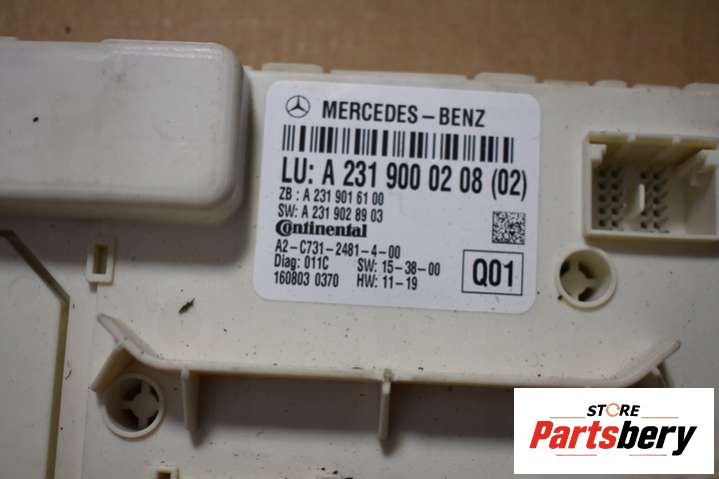 MERCEDES-BENZ
LU: A 231 900 02 08 (02)
ZB : A 231 901 61 00
SW: A 231 902 89 03
Continental
A2-C731-2481-4-00
Diag: 011C SW: 15-38-00
160803 0370 HW: 11-19
Q01
STORE
Partsbery